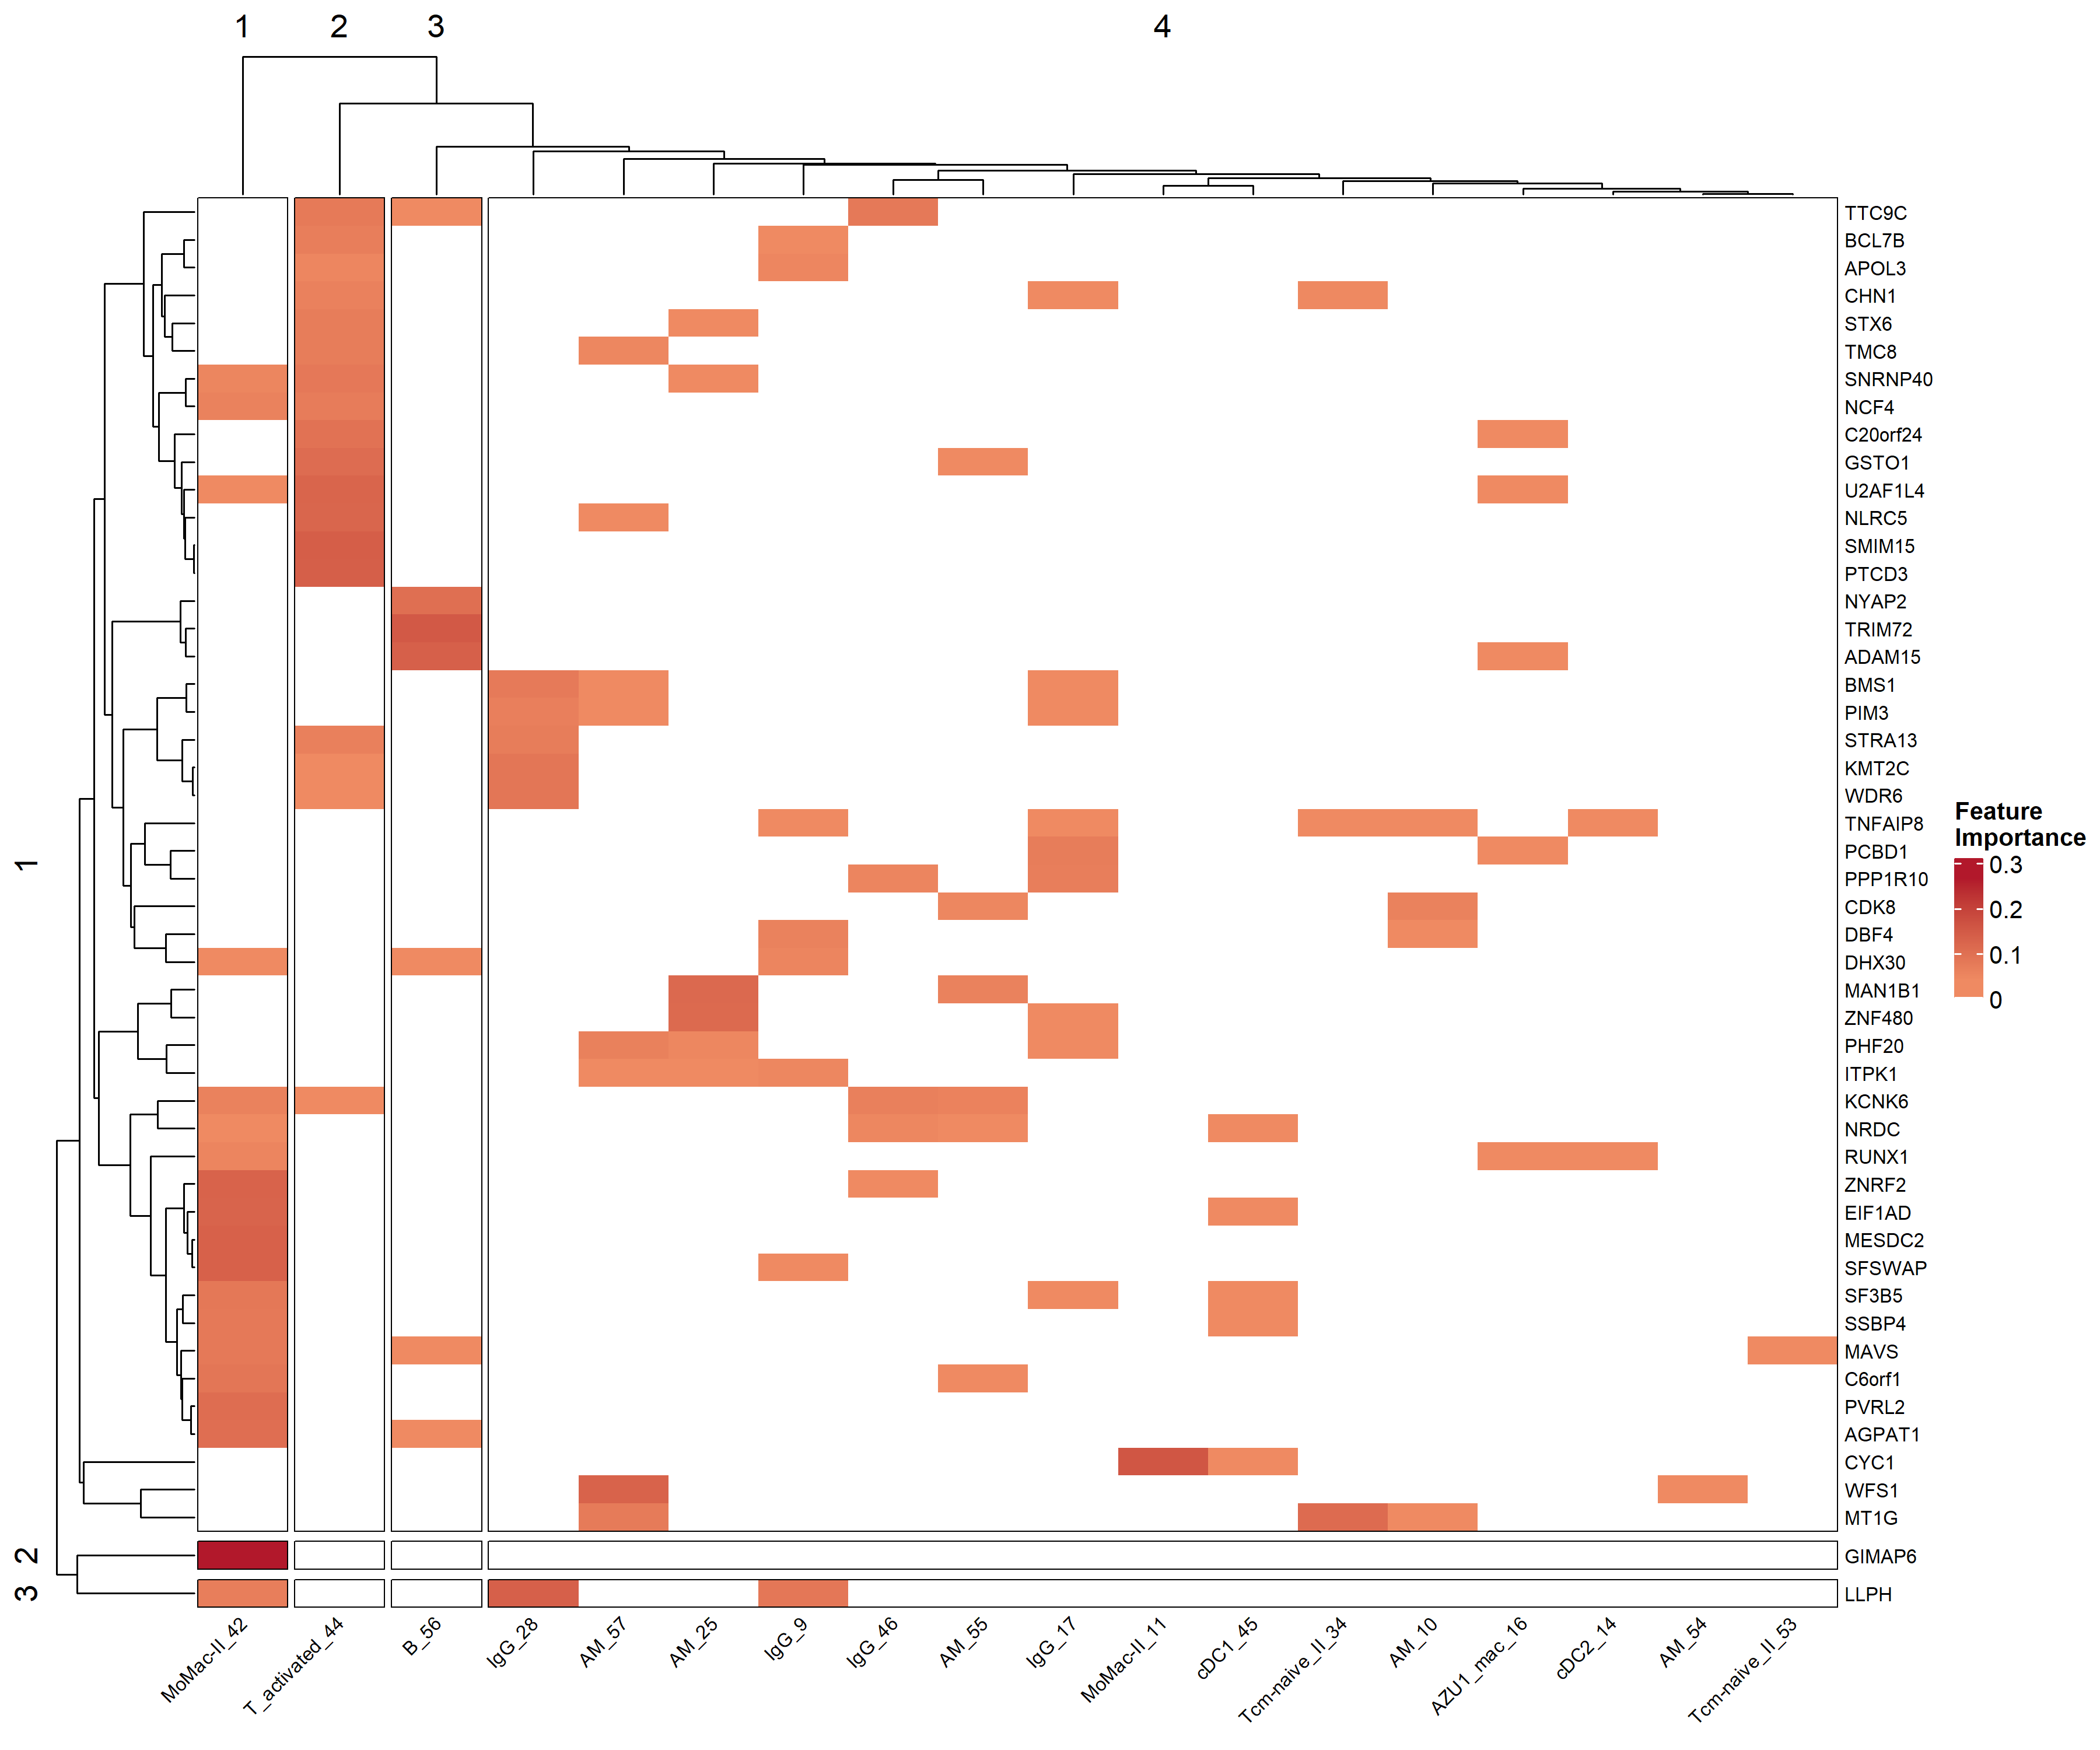 1 2 3 4
TTC9C
BCL7B
APOL3
CHN1
STX6
TMC8
SNRNP40
NCF4
C20orf24
GSTO1
U2AF1L4
NLRC5
SMIM15
PTCD3
NYAP2
TRIM72
ADAM15
BMS1
PIM3
STRA13
KMT2C
WDR6
TNFAIP8
PCBD1
PPP1R10
CDK8
DBF4
DHX30
MAN1B1
ZNF480
PHF20
ITPK1
KCNK6
NRDC
RUNX1
ZNRF2
EIF1AD
MESDC2
SFSWAP
SF3B5
SSBP4
MAVS
C6orf1
PVRL2
AGPAT1
CYC1
WFS1
MT1G
GIMAP6
LLPH
1
2
3
MoMac-II_42
T_activated_44
B_56
IgG_28
AM_57
AM_25
IgG_9
IgG_46
AM_55
IgG_17
MoMac-II_11
cDC1_45
Tcm-naive_II_34
AM_10
AZU1_mac_16
cDC2_14
AM_54
Tcm-naive_II_53
Feature
Importance
0.3
0.2
0.1
0